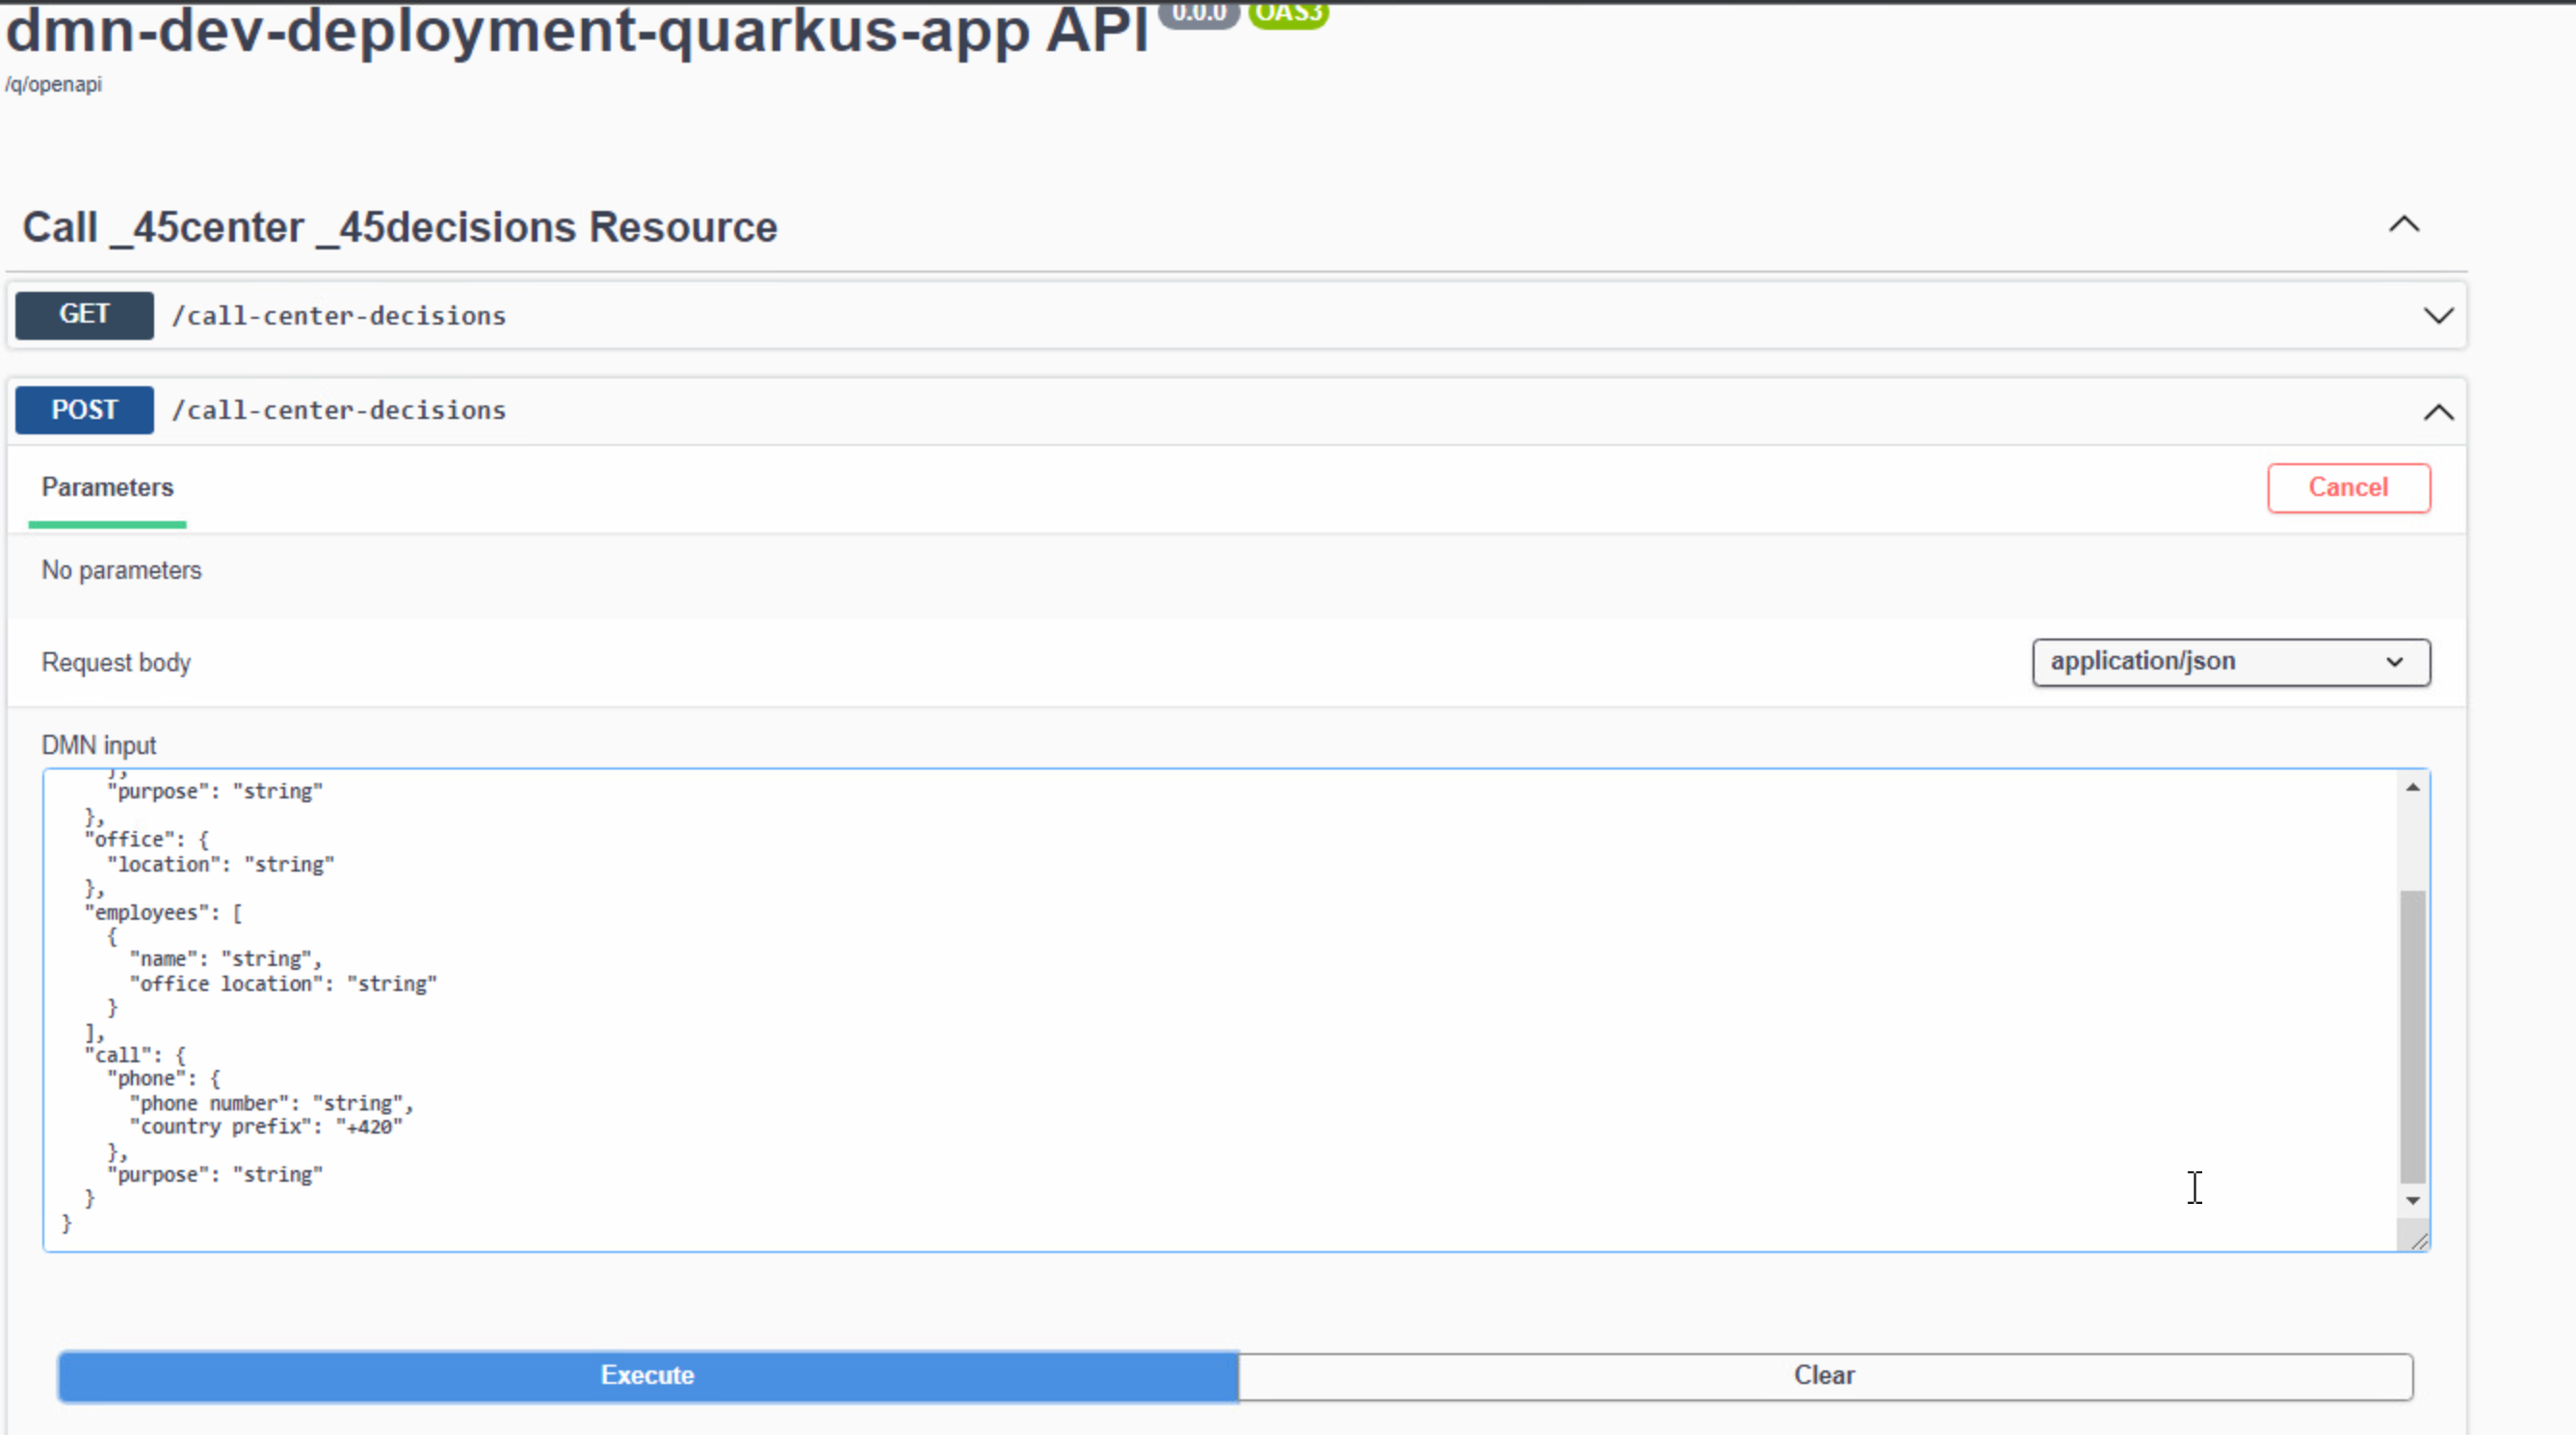 dmn-dev-deployment-quarkus-app API 0.0.0 OAS3
/q/openapi
Call _45center _45decisions Resource
GET /call-center-decisions
POST /call-center-decisions
Parameters
Cancel
No parameters
Request body
application/json
DMN input
},
"purpose": "string"
},
"office": {
"location": "string"
},
"employees": [
{
"name": "string",
"office location": "string"
}
],
"call": {
"phone": {
"phone number": "string",
"country prefix": "+420"
},
"purpose": "string"
}
}
Execute
Clear